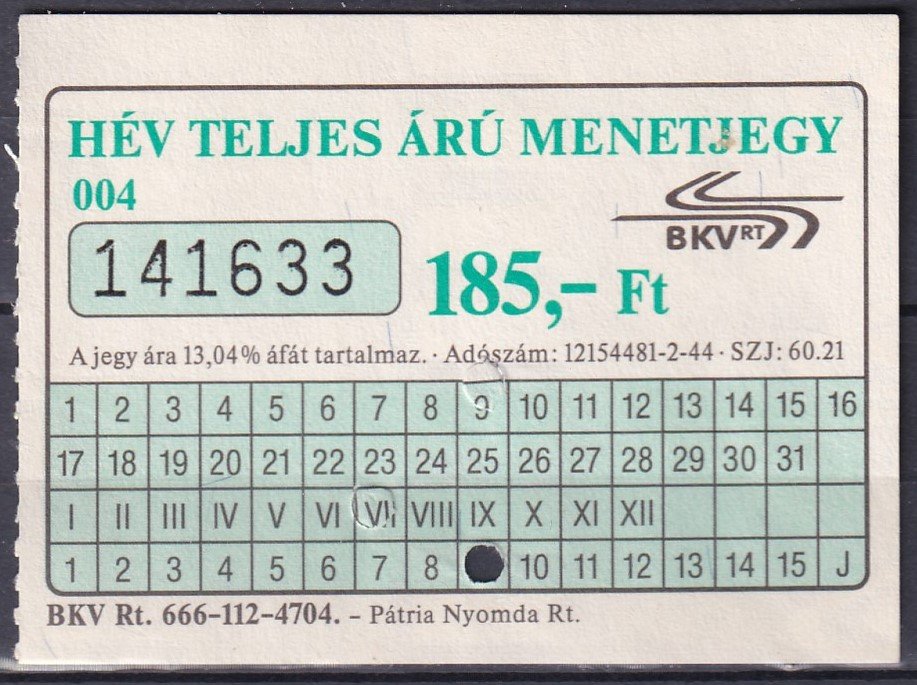 HÉV TELJES ÁRÚ MENETJEGY
004
BKV RT
141633
185,- Ft
A jegy ára 13,04% áfát tartalmaz. · Adószám: 12154481-2-44 · SZJ: 60.21
1 2 3 4 5 6 7 8 9 10 11 12 13 14 15 16
17 18 19 20 21 22 23 24 25 26 27 28 29 30 31
I II III IV V VI VII VIII IX X XI XII
1 2 3 4 5 6 7 8 10 11 12 13 14 15 J
BKV Rt. 666-112-4704. - Pátria Nyomda Rt.